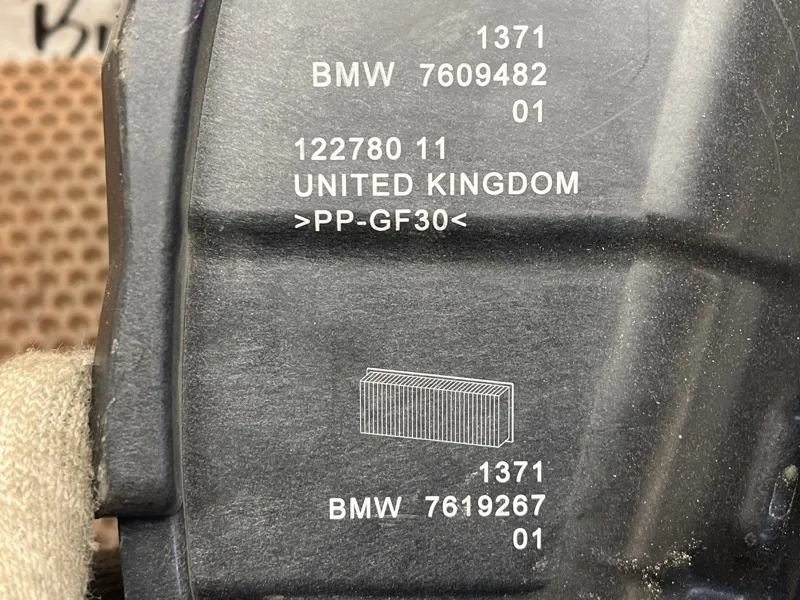 1371
BMW 7609482
01
122780 11
UNITED KINGDOM
>PP-GF30<
1371
BMW 7619267
01